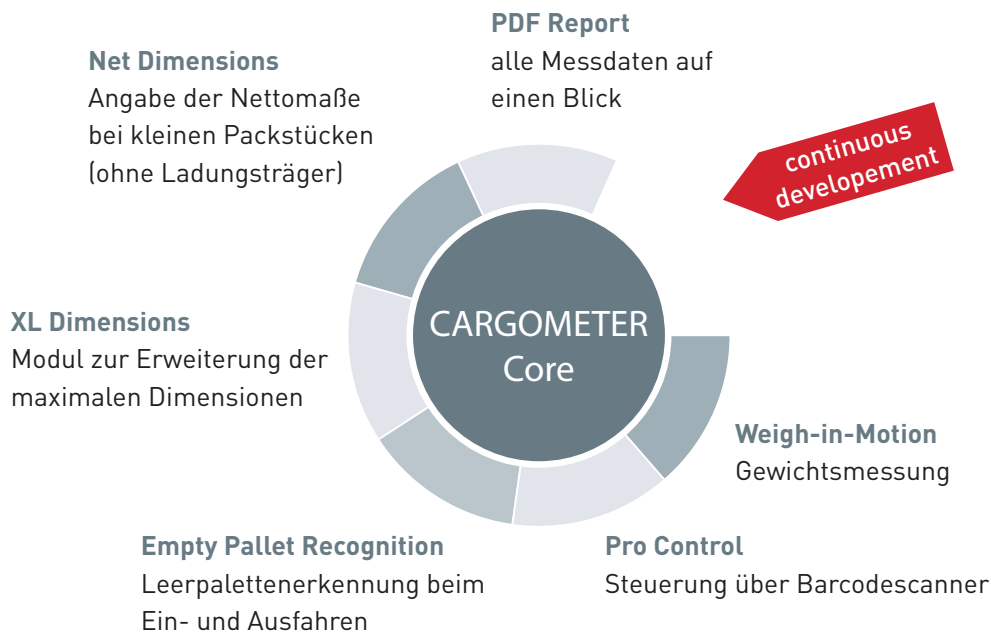 PDF Report
alle Messdaten auf
einen Blick
Net Dimensions
Angabe der Nettomaße
bei kleinen Packstücken
(ohne Ladungsträger)
continuous
developement
XL Dimensions
Modul zur Erweiterung der
maximalen Dimensionen
CARGOMETER
Core
Weigh-in-Motion
Gewichtsmessung
Empty Pallet Recognition
Leerpalettenerkennung beim
Ein- und Ausfahren
Pro Control
Steuerung über Barcodescanner